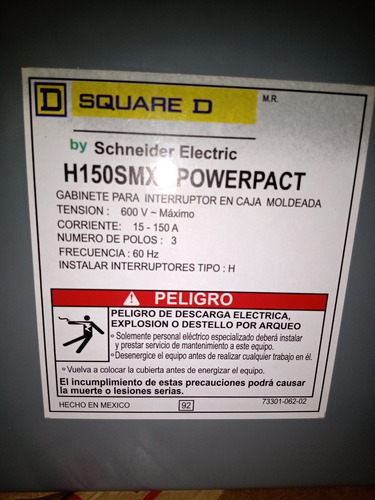 D SQUARE D
M.R.
by Schneider Electric
H150SMX POWERPACT
GABINETE PARA INTERRUPTOR EN CAJA MOLDEADA
TENSION : 600 V ~ Máximo
CORRIENTE: 15 - 150 A
NUMERO DE POLOS : 3
FRECUENCIA : 60 Hz
INSTALAR INTERRUPTORES TIPO : H
PELIGRO
PELIGRO DE DESCARGA ELECTRICA,
EXPLOSION O DESTELLO POR ARQUEO
° Solemente personal eléctrico especializado deberá instalar
y prestar servicio de mantenimiento a este equipo.
° Desenergice el equipo antes de realizar cualquier trabajo en él.
° Vuelva a colocar la cubierta antes de energizar el equipo.
El incumplimiento de estas precauciones podrá causar
la muerte o lesiones serias.
HECHO EN MEXICO 92 73301-062-02